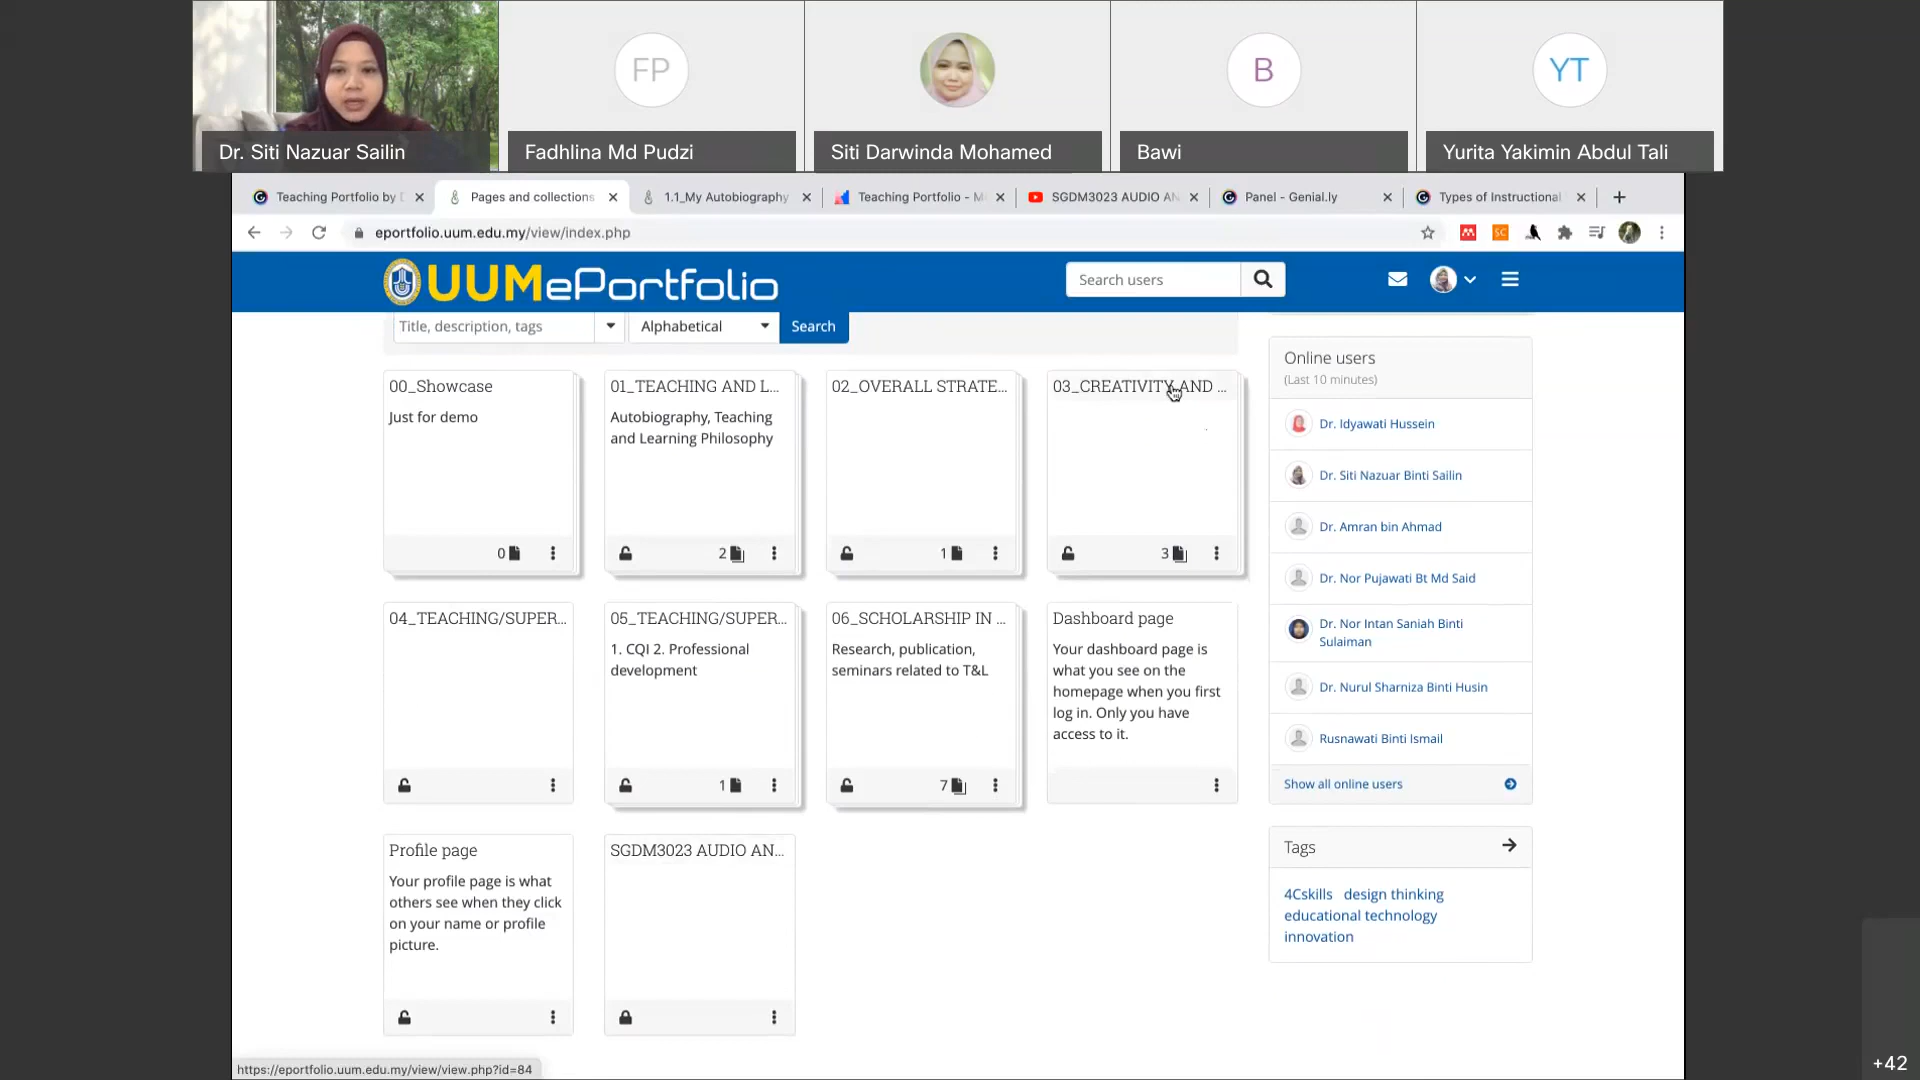 FP
B
YT
Dr. Siti Nazuar Sailin
Fadhlina Md Pudzi
Siti Darwinda Mohamed
Bawi
Yurita Yakimin Abdul Tali
Teaching Portfolio by
Pages and collections
1.1_My Autobiography
Teaching Portfolio - M
SGDM3023 AUDIO AN
Panel - Genial.ly
Types of Instructional
eportfolio.uum.edu.my/view/index.php
UUMePortfolio
Search users
Title, description, tags
Alphabetical
Search
00_Showcase
Just for demo
0
01_TEACHING AND L...
Autobiography, Teaching
and Learning Philosophy
2
02_OVERALL STRATE...
1
03_CREATIVITY AND ...
3
04_TEACHING/SUPER...
05_TEACHING/SUPER...
1. CQI 2. Professional
development
1
06_SCHOLARSHIP IN ...
Research, publication,
seminars related to T&L
7
Dashboard page
Your dashboard page is
what you see on the
homepage when you first
log in. Only you have
access to it.
Profile page
Your profile page is what
others see when they click
on your name or profile
picture.
SGDM3023 AUDIO AN...
Online users
(Last 10 minutes)
Dr. Idyawati Hussein
Dr. Siti Nazuar Binti Sailin
Dr. Amran bin Ahmad
Dr. Nor Pujawati Bt Md Said
Dr. Nor Intan Saniah Binti
Sulaiman
Dr. Nurul Sharniza Binti Husin
Rusnawati Binti Ismail
Show all online users
Tags
4Cskills design thinking
educational technology
innovation
https://eportfolio.uum.edu.my/view/view.php?id=84
+42